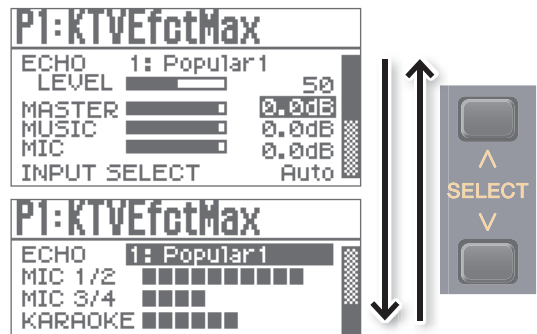 P1:KTVEfctMax
ECHO 1: Popular1
LEVEL 50
MASTER 0.0dB
MUSIC 0.0dB
MIC 0.0dB
INPUT SELECT Auto
P1:KTVEfctMax
ECHO 1: Popular1
MIC 1/2
MIC 3/4
KARAOKE
SELECT